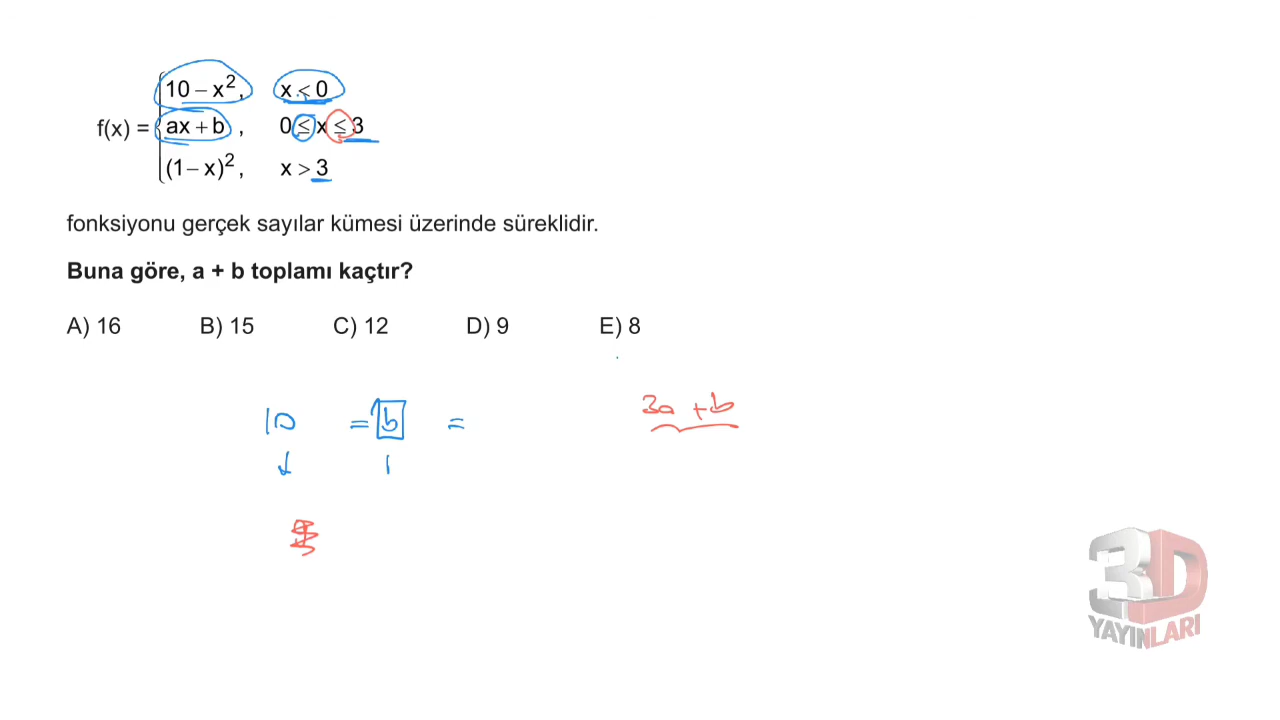 10 – x², x < 0
f(x) = ax + b , 0 ≤ x ≤ 3
(1 – x)², x > 3
fonksiyonu gerçek sayılar kümesi üzerinde süreklidir.
Buna göre, a + b toplamı kaçtır?
A) 16 B) 15 C) 12 D) 9 E) 8
10 = b = 3a + b
3D
YAYINLARI